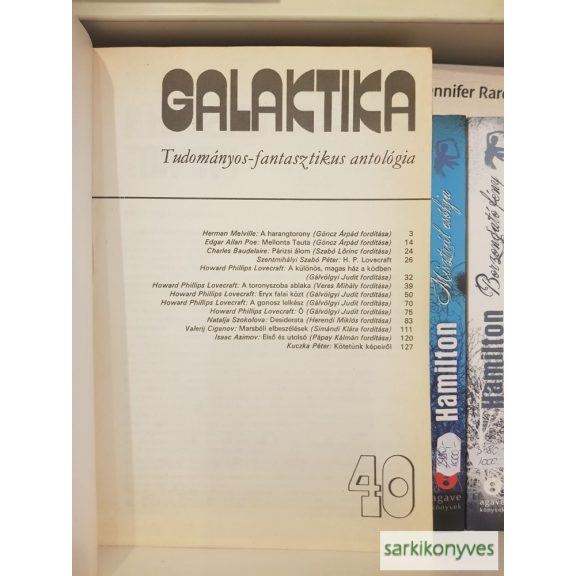 GALAKTIKA
Tudományos-fantasztikus antológia
Herman Melville: A harangtorony (Göncz Árpád fordítása) 3
Edgar Allan Poe: Mellonta Tauta (Göncz Árpád fordítása) 14
Charles Baudelaire: Párizsi álom (Szabó Lőrinc fordítása) 24
Szentmihályi Szabó Péter: H. P. Lovecraft 26
Howard Phillips Lovecraft: A különös, magas ház a ködben
(Gálvölgyi Judit fordítása) 32
Howard Phillips Lovecraft: A toronyszoba ablaka (Veres Mihály fordítása) 39
Howard Phillips Lovecraft: Eryx falai közt (Gálvölgyi Judit fordítása) 50
Howard Phillips Lovecraft: A gonosz lelkész (Gálvölgyi Judit fordítása) 70
Howard Phillips Lovecraft: Ő (Gálvölgyi Judit fordítása) 75
Natalja Szokolova: Desiderata (Herendi Miklós fordítása) 83
Valerij Ciganov: Marsbéli elbeszélések (Simándi Klára fordítása) 111
Isaac Asimov: Első és utolsó (Pápay Kálmán fordítása) 120
Kuczka Péter: Kötetünk képeiről 127
40
ennifer Rar
Hamilton
agave
könyvek
Borzongató fény
Hamilton
1000
agave
könyvek
sarkikonyves